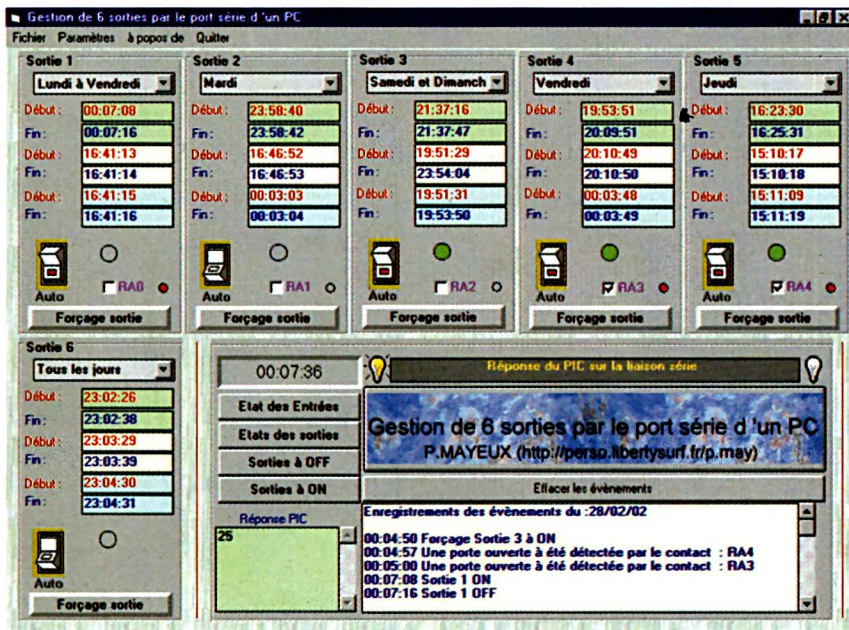 Gestion de 6 sorties par le port série d 'un PC
Fichier Paramètres à popos de Quitter
Sortie 1
Lundi à Vendredi
Début : 00:07:08
Fin : 00:07:16
Début : 16:41:13
Fin : 16:41:14
Début : 16:41:15
Fin : 16:41:16
Auto
RA0
Forçage sortie
Sortie 2
Mardi
Début : 23:58:40
Fin : 23:58:42
Début : 16:46:52
Fin : 16:46:53
Début : 00:03:03
Fin : 00:03:04
Auto
RA1
Forçage sortie
Sortie 3
Samedi et Dimanch
Début : 21:37:16
Fin : 21:37:47
Début : 19:51:29
Fin : 23:54:04
Début : 19:51:31
Fin : 19:53:50
Auto
RA2
Forçage sortie
Sortie 4
Vendredi
Début : 19:53:51
Fin : 20:09:51
Début : 20:10:49
Fin : 20:10:50
Début : 00:03:48
Fin : 00:03:49
Auto
RA3
Forçage sortie
Sortie 5
Jeudi
Début : 16:23:30
Fin : 16:25:31
Début : 15:10:17
Fin : 15:10:18
Début : 15:11:09
Fin : 15:11:19
Auto
RA4
Forçage sortie
Sortie 6
Tous les jours
Début : 23:02:26
Fin : 23:02:38
Début : 23:03:29
Fin : 23:03:39
Début : 23:04:30
Fin : 23:04:31
Auto
Forçage sortie
00:07:36
Etat des Entrées
Etats des sorties
Sorties à OFF
Sorties à ON
Réponse PIC
25
Réponse du PIC sur la liaison série
Gestion de 6 sorties par le port série d 'un PC
P.MAYEUX (http://perso.libertysurf.fr/p.may)
Effacer les évènements
Enregistrements des évènements du :28/02/02
00:04:50 Forçage Sortie 3 à ON
00:04:57 Une porte ouverte à été détectée par le contact : RA4
00:05:00 Une porte ouverte à été détectée par le contact : RA3
00:07:08 Sortie 1 ON
00:07:16 Sortie 1 OFF